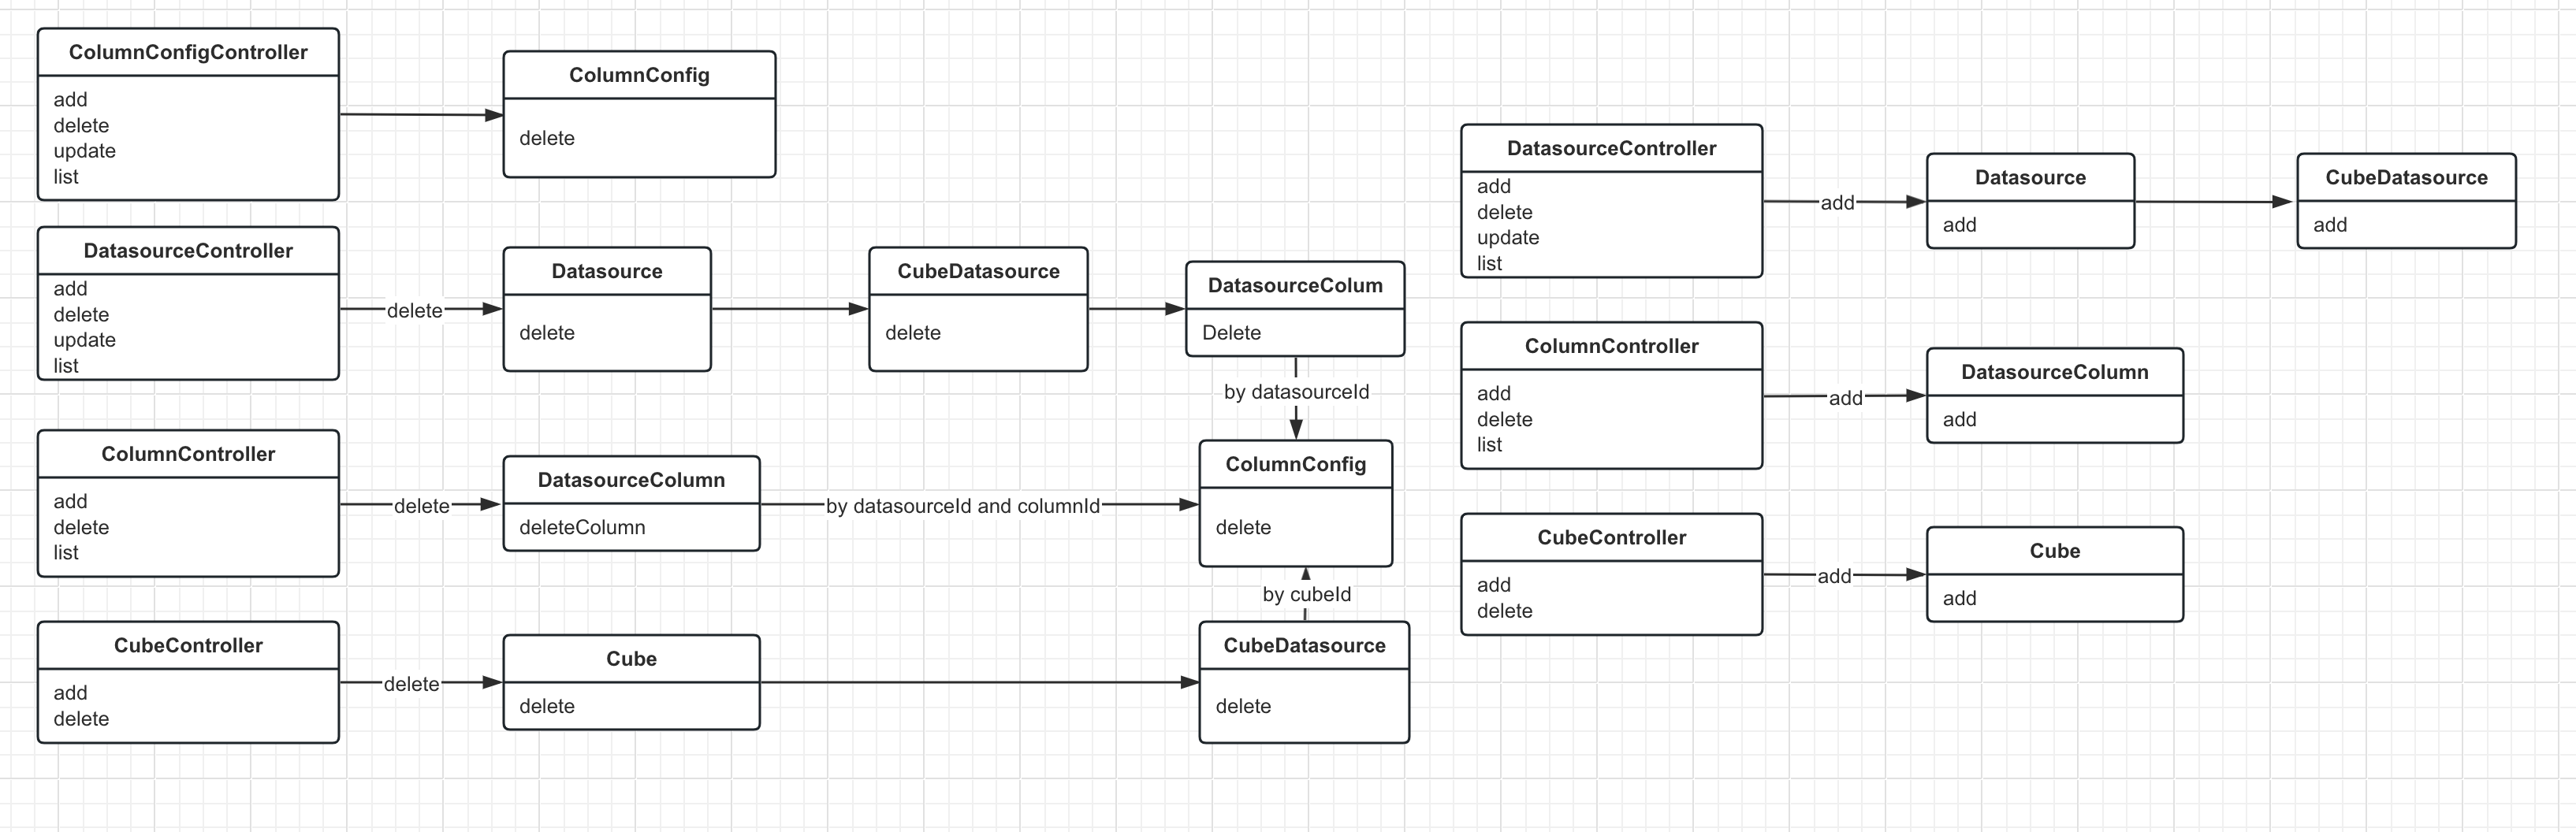 ColumnConfigController
add
delete
update
list
ColumnConfig
delete
DatasourceController
add
delete
update
list
delete
Datasource
delete
CubeDatasource
delete
DatasourceColum
Delete
by datasourceId
ColumnController
add
delete
list
delete
DatasourceColumn
deleteColumn
by datasourceId and columnId
ColumnConfig
delete
by cubeId
CubeController
add
delete
delete
Cube
delete
CubeDatasource
delete
DatasourceController
add
delete
update
list
add
Datasource
add
CubeDatasource
add
ColumnController
add
delete
list
add
DatasourceColumn
add
CubeController
add
delete
add
Cube
add